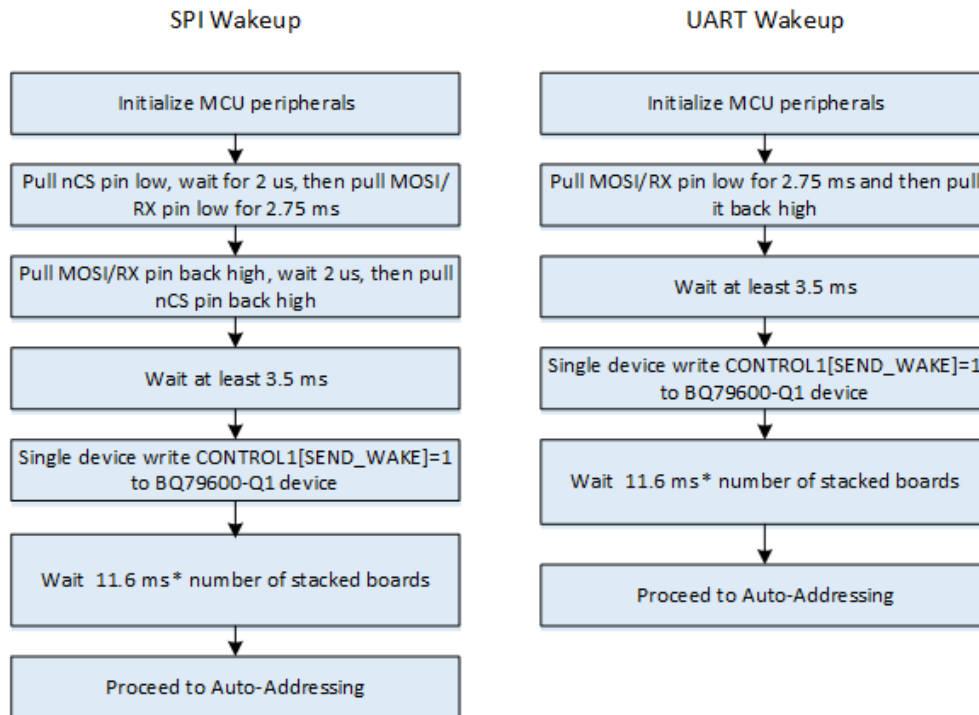 SPI Wakeup
Initialize MCU peripherals
Pull nCS pin low, wait for 2 us, then pull MOSI/
RX pin low for 2.75 ms
Pull MOSI/RX pin back high, wait 2 us, then pull
nCS pin back high
Wait at least 3.5 ms
Single device write CONTROL1[SEND_WAKE]=1
to BQ79600-Q1 device
Wait 11.6 ms* number of stacked boards
Proceed to Auto-Addressing
UART Wakeup
Initialize MCU peripherals
Pull MOSI/RX pin low for 2.75 ms and then pull
it back high
Wait at least 3.5 ms
Single device write CONTROL1[SEND_WAKE]=1
to BQ79600-Q1 device
Wait 11.6 ms* number of stacked boards
Proceed to Auto-Addressing